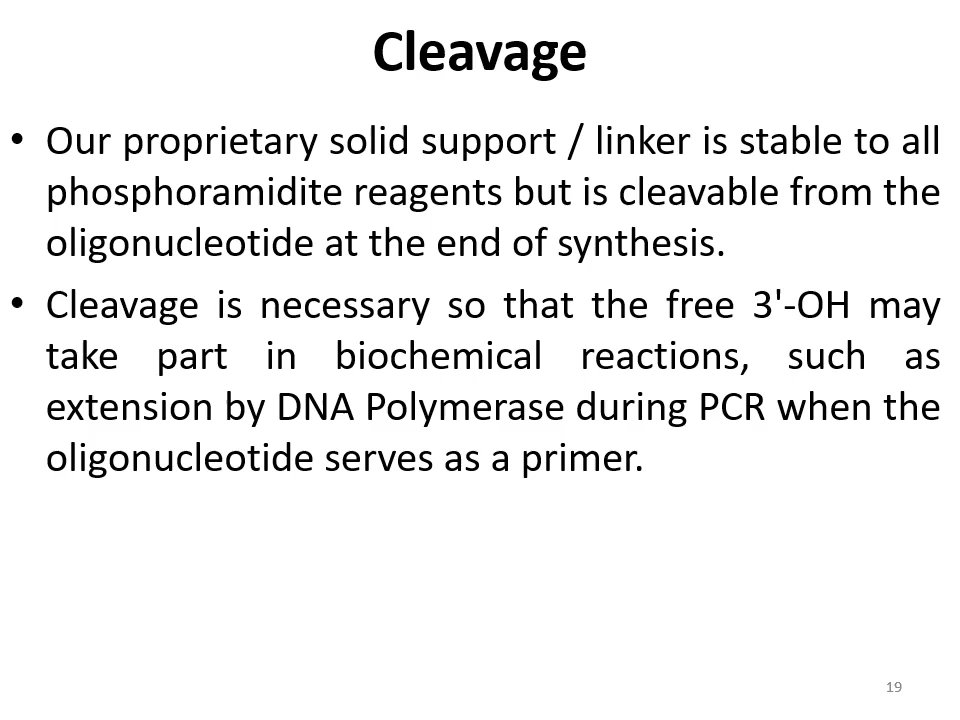 Cleavage
• Our proprietary solid support / linker is stable to all
phosphoramidite reagents but is cleavable from the
oligonucleotide at the end of synthesis.
• Cleavage is necessary so that the free 3'-OH may
take part in biochemical reactions, such as
extension by DNA Polymerase during PCR when the
oligonucleotide serves as a primer.
19